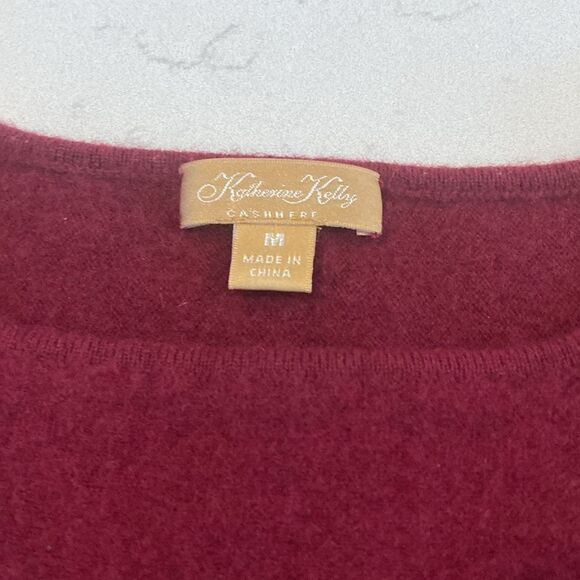 Katherine Kelly
CASHMERE
M
MADE IN
CHINA